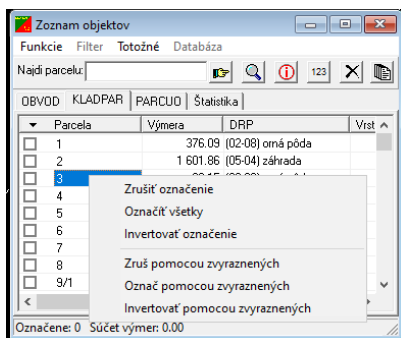 Zoznam objektov
Funkcie Filter Totožné Databáza
Najdi parcelu: 123
OBVOD KLADPAR PARCUO Štatistika
Parcela Výmera DRP Vrst
1 376.09 (02-08) orná pôda
2 1 601.86 (05-04) záhrada
3
4
5
6
7
8
9/1
Zrušiť označenie
Označíť všetky
Invertovať označenie
Zruš pomocou zvyraznených
Označ pomocou zvyraznených
Invertovať pomocou zvyraznených
Označene: 0 Súčet výmer: 0.00